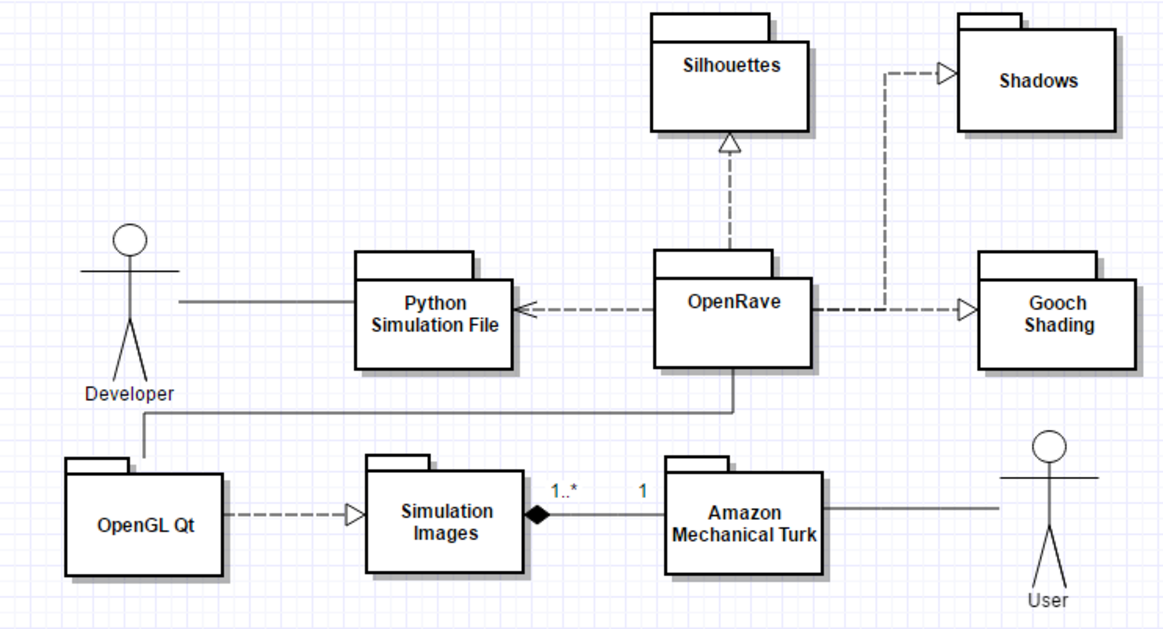 Silhouettes
Shadows
Python
Simulation File
OpenRave
Gooch
Shading
Developer
OpenGL Qt
Simulation
Images
1..*
1
Amazon
Mechanical Turk
User